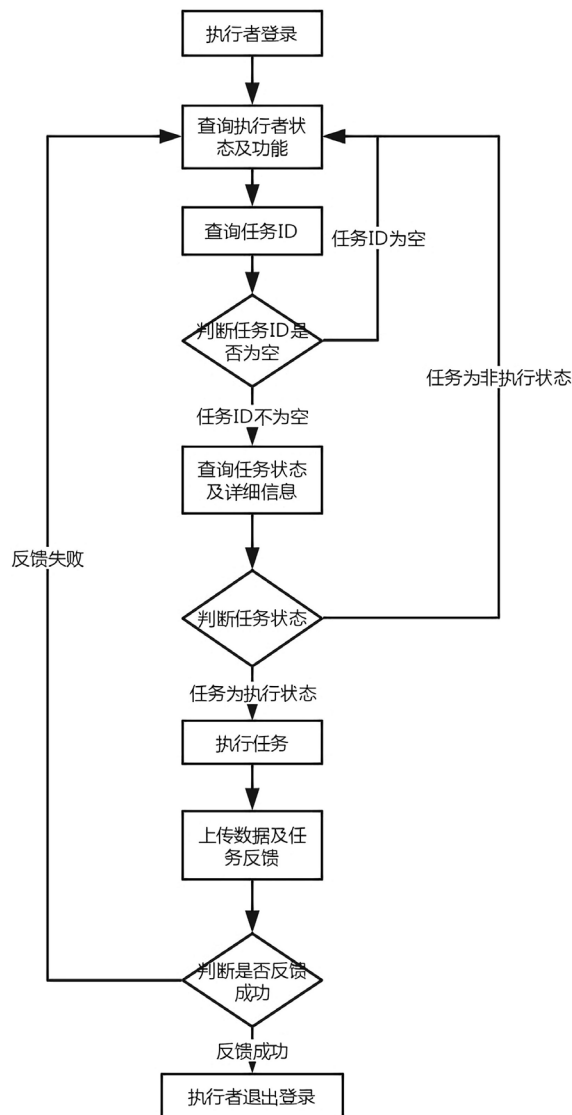 执行者登录
查询执行者状
态及功能
查询任务ID
任务ID为空
判断任务ID是
否为空
任务为非执行状态
任务ID不为空
查询任务状态
及详细信息
反馈失败
判断任务状态
任务为执行状态
执行任务
上传数据及任
务反馈
判断是否反馈
成功
反馈成功
执行者退出登录